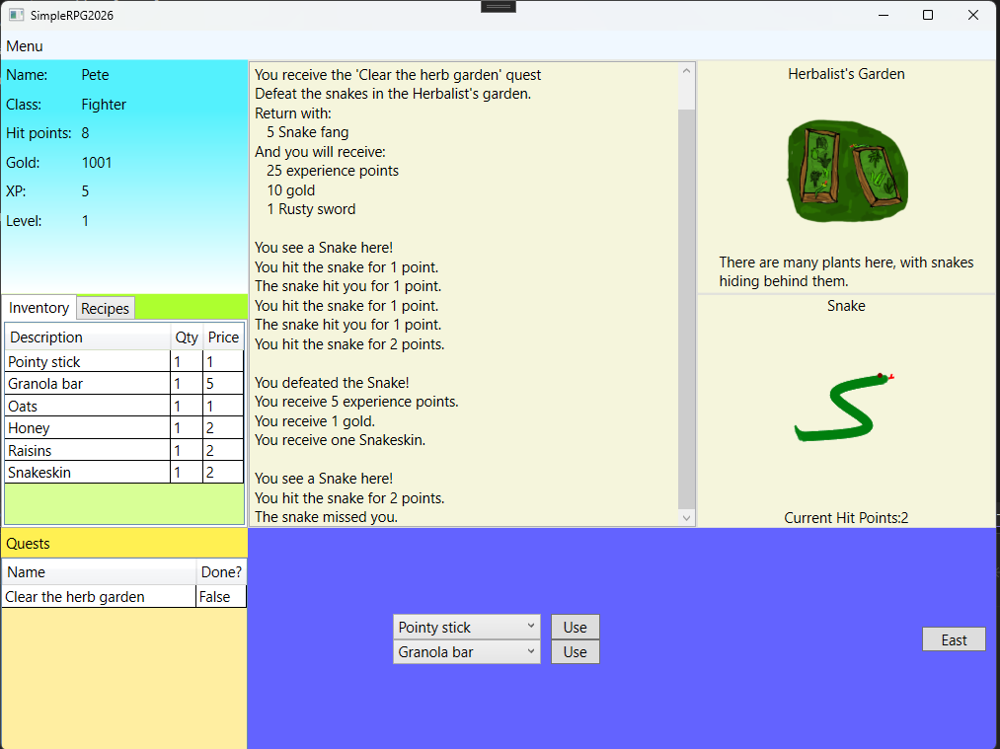 SimpleRPG2026
Menu
Name: Pete
Class: Fighter
Hit points: 8
Gold: 1001
XP: 5
Level: 1
Inventory Recipes
Description Qty Price
Pointy stick 1 1
Granola bar 1 5
Oats 1 1
Honey 1 2
Raisins 1 2
Snakeskin 1 2
Quests
Name Done?
Clear the herb garden False
You receive the 'Clear the herb garden' quest
Defeat the snakes in the Herbalist's garden.
Return with:
5 Snake fang
And you will receive:
25 experience points
10 gold
1 Rusty sword
You see a Snake here!
You hit the snake for 1 point.
The snake hit you for 1 point.
You hit the snake for 1 point.
The snake hit you for 1 point.
You hit the snake for 2 points.
You defeated the Snake!
You receive 5 experience points.
You receive 1 gold.
You receive one Snakeskin.
You see a Snake here!
You hit the snake for 2 points.
The snake missed you.
Herbalist's Garden
There are many plants here, with snakes
hiding behind them.
Snake
Current Hit Points:2
Pointy stick Use
Granola bar Use
East